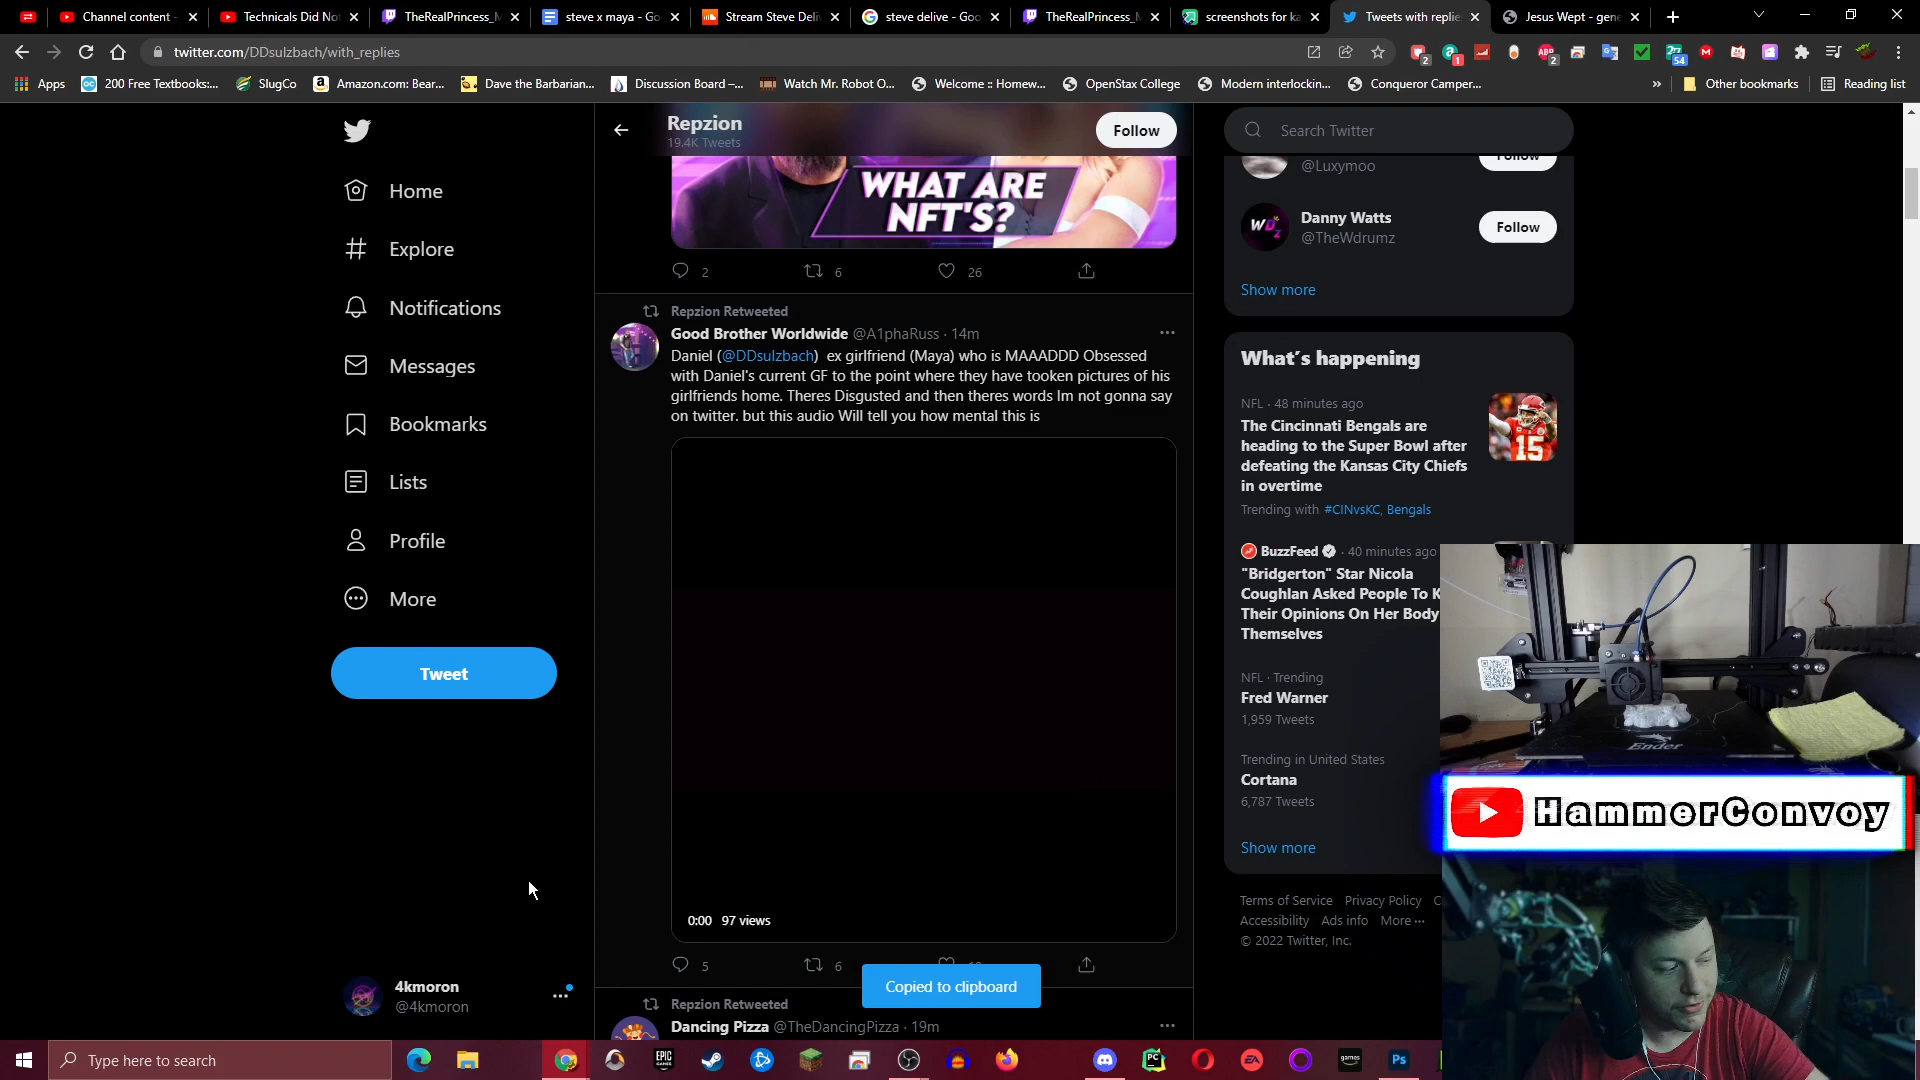 Channel content -
Technicals Did No
TheRealPrincess_M
steve x maya - Go
Stream Steve Deliv
steve delive - Goo
TheRealPrincess_M
screenshots for ka
Tweets with replie
Jesus Wept - gene
twitter.com/DDsulzbach/with_replies
Apps
200 Free Textbooks:...
SlugCo
Amazon.com: Bear...
Dave the Barbarian...
Discussion Board –...
Watch Mr. Robot O...
Welcome :: Homew...
OpenStax College
Modern interlockin...
Conqueror Camper...
»
Other bookmarks
Reading list
Home
Explore
Notifications
Messages
Bookmarks
Lists
Profile
More
Tweet
4kmoron
@4kmoron
Repzion
19.4K Tweets
Follow
WHAT ARE
NFT'S?
2
6
26
Repzion Retweeted
Good Brother Worldwide @A1phaRuss · 14m
Daniel (@DDsulzbach) ex girlfriend (Maya) who is MAAADDD Obsessed
with Daniel's current GF to the point where they have tooken pictures of his
girlfriends home. Theres Disgusted and then theres words Im not gonna say
on twitter. but this audio Will tell you how mental this is
0:00 97 views
5
6
Copied to clipboard
Repzion Retweeted
Dancing Pizza @TheDancingPizza · 19m
Search Twitter
@Luxymoo
Follow
Danny Watts
@TheWdrumz
Follow
Show more
What's happening
NFL · 48 minutes ago
The Cincinnati Bengals are
heading to the Super Bowl after
defeating the Kansas City Chiefs
in overtime
Trending with #CINvsKC, Bengals
BuzzFeed · 40 minutes ago
"Bridgerton" Star Nicola
Coughlan Asked People To K
Their Opinions On Her Body
Themselves
NFL · Trending
Fred Warner
1,959 Tweets
Trending in United States
Cortana
6,787 Tweets
Show more
Terms of Service Privacy Policy C
Accessibility Ads info More ···
© 2022 Twitter, Inc.
Ender
HammerConvoy
Type here to search